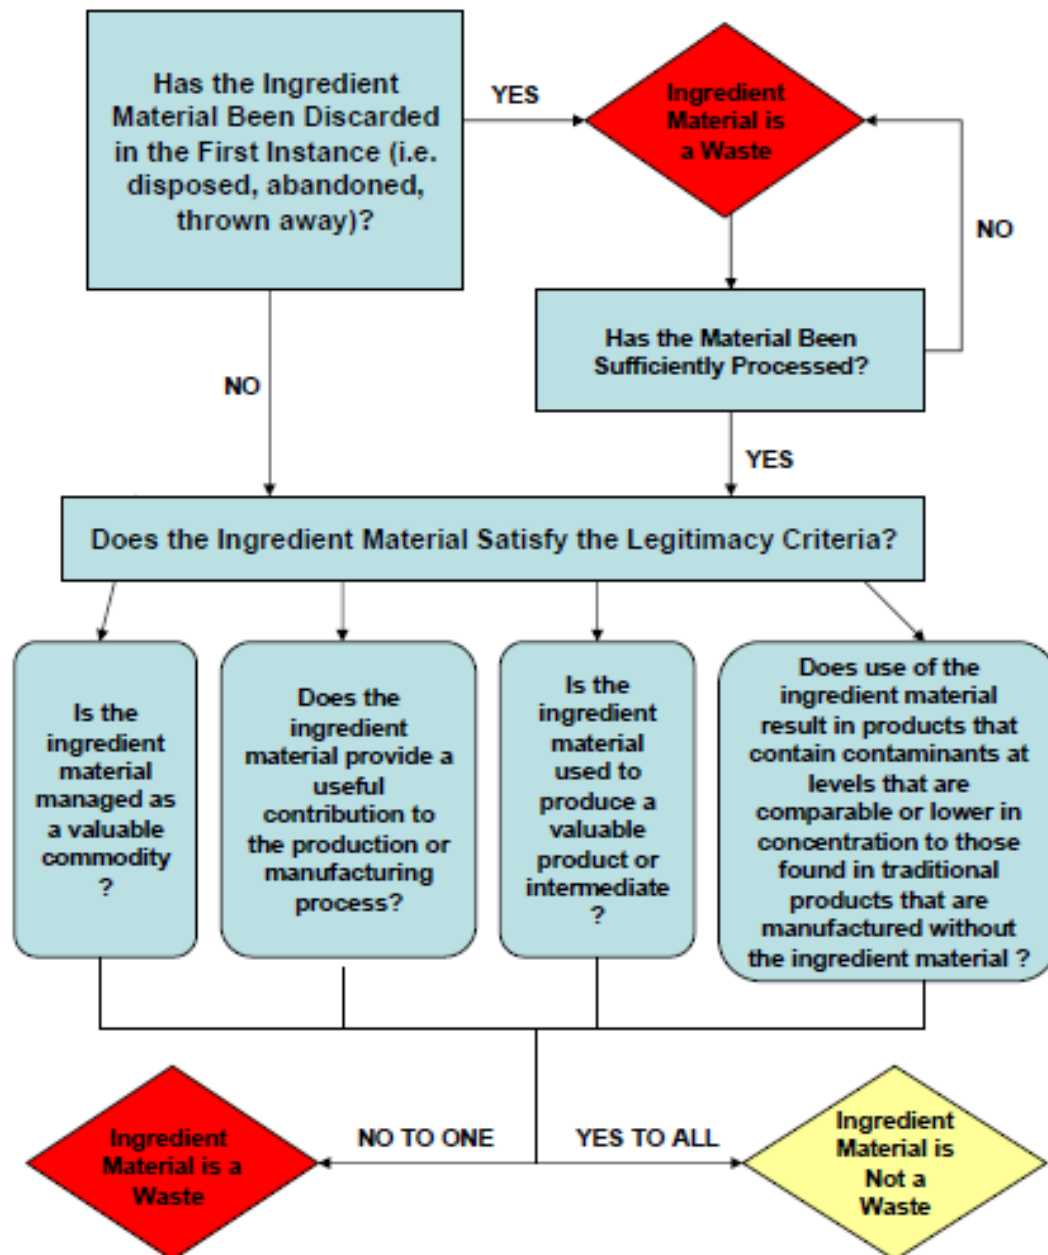 Has the Ingredient
Material Been Discarded
in the First Instance (i.e.
disposed, abandoned,
thrown away)?
YES
Ingredient
Material is
a Waste
NO
Has the Material Been
Sufficiently Processed?
NO
YES
Does the Ingredient Material Satisfy the Legitimacy Criteria?
Is the
ingredient
material
managed as
a valuable
commodity
?
Does the
ingredient
material provide a
useful
contribution to
the production or
manufacturing
process?
Is the
ingredient
material
used to
produce a
valuable
product or
intermediate
?
Does use of the
ingredient material
result in products that
contain contaminants at
levels that are
comparable or lower in
concentration to those
found in traditional
products that are
manufactured without
the ingredient material ?
Ingredient
Material is a
Waste
NO TO ONE
YES TO ALL
Ingredient
Material is
Not a
Waste